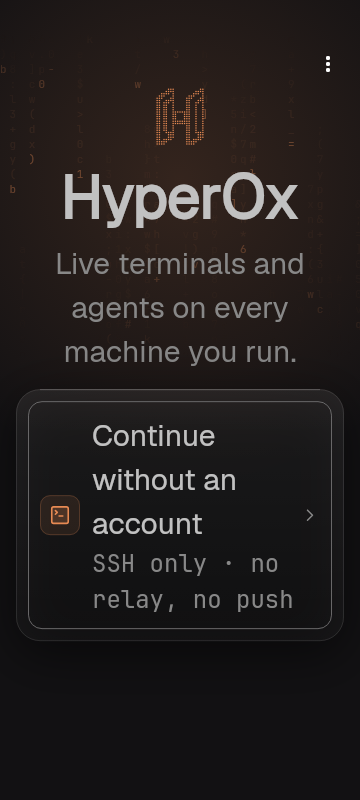 HyperOx
Live terminals and
agents on every
machine you run.
Continue
without an
account
SSH only · no
relay, no push